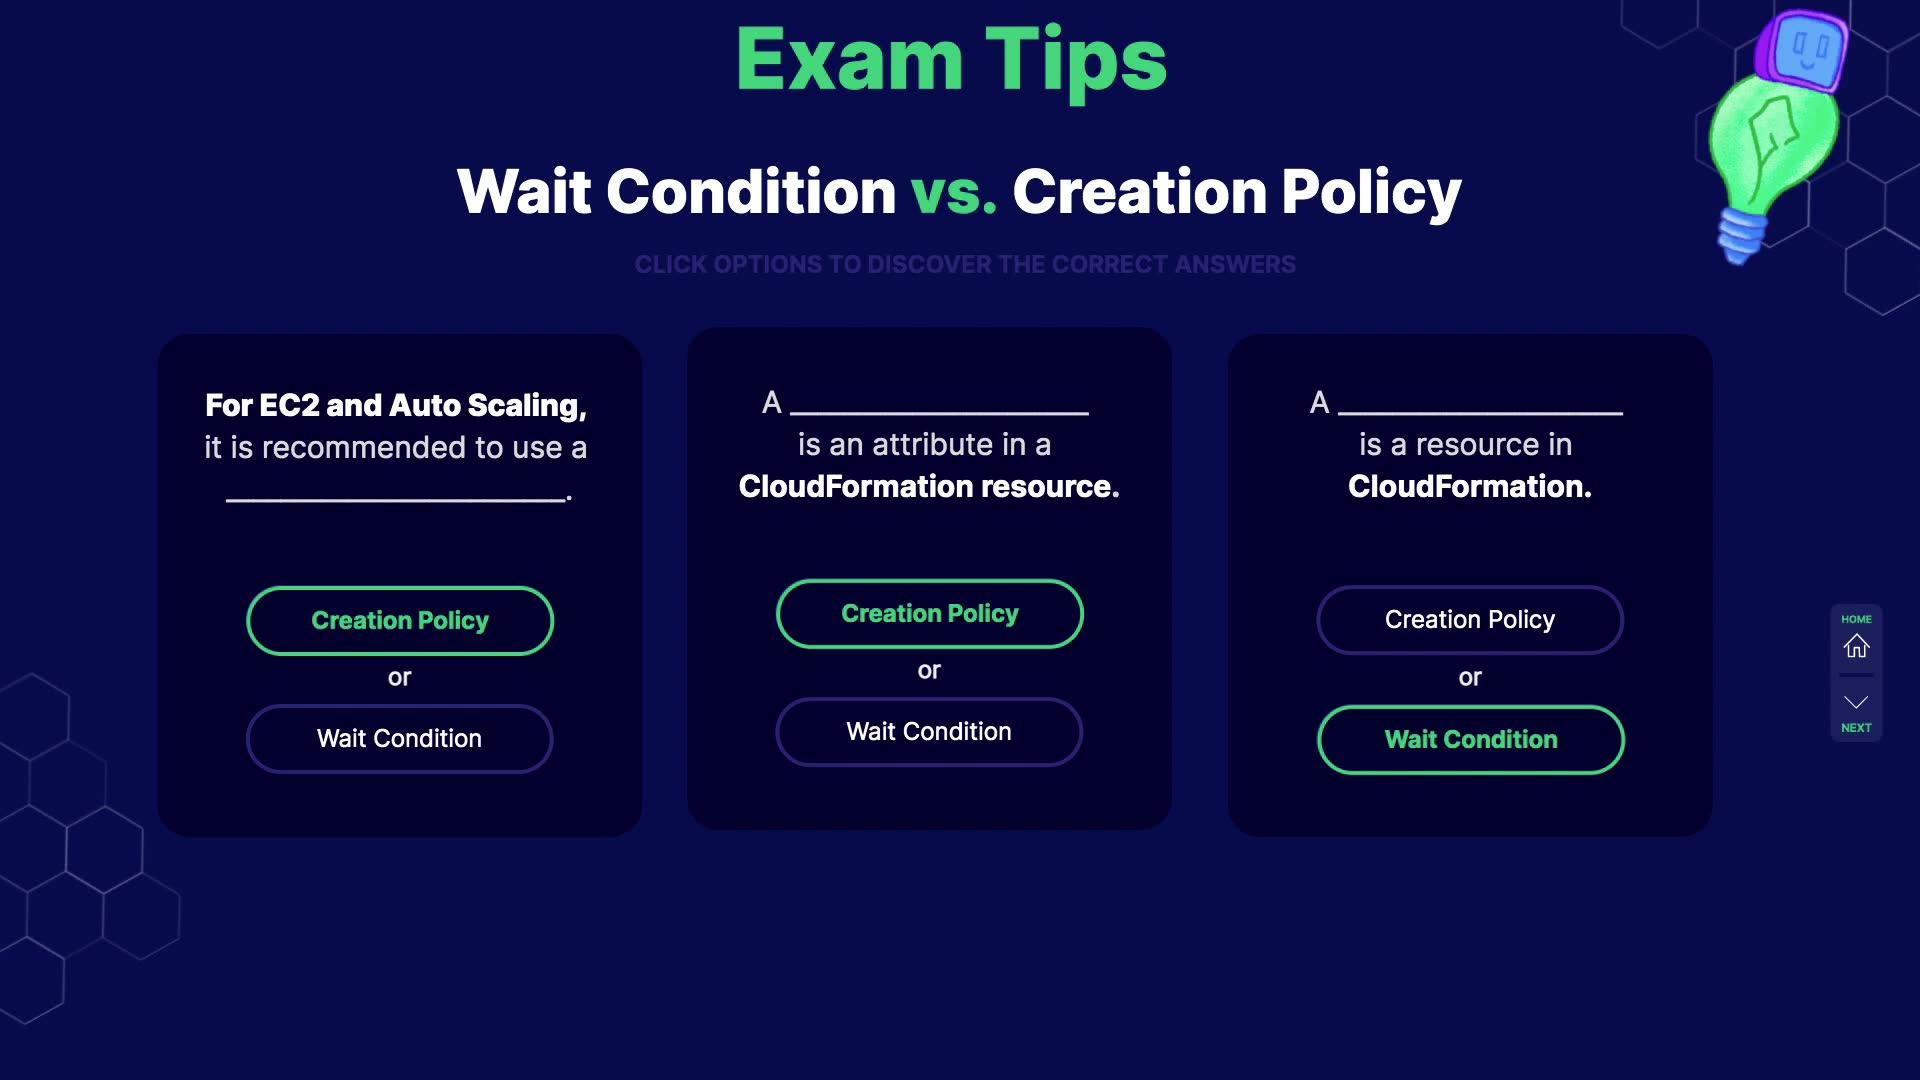 Exam Tips
Wait Condition vs. Creation Policy
CLICK OPTIONS TO DISCOVER THE CORRECT ANSWERS
For EC2 and Auto Scaling,
it is recommended to use a
____________________.
Creation Policy
or
Wait Condition
A ____________________
is an attribute in a
CloudFormation resource.
Creation Policy
or
Wait Condition
A ____________________
is a resource in
CloudFormation.
Creation Policy
or
Wait Condition
HOME
NEXT